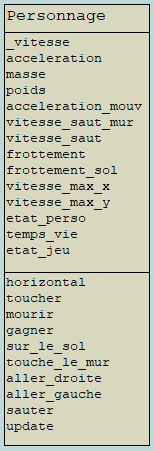 Personnage
_vitesse
acceleration
masse
poids
acceleration_mouv
vitesse_saut_mur
vitesse_saut
frottement
frottement_sol
vitesse_max_x
vitesse_max_y
etat_perso
temps_vie
etat_jeu
horizontal
toucher
mourir
gagner
sur_le_sol
touche_le_mur
aller_droite
aller_gauche
sauter
update